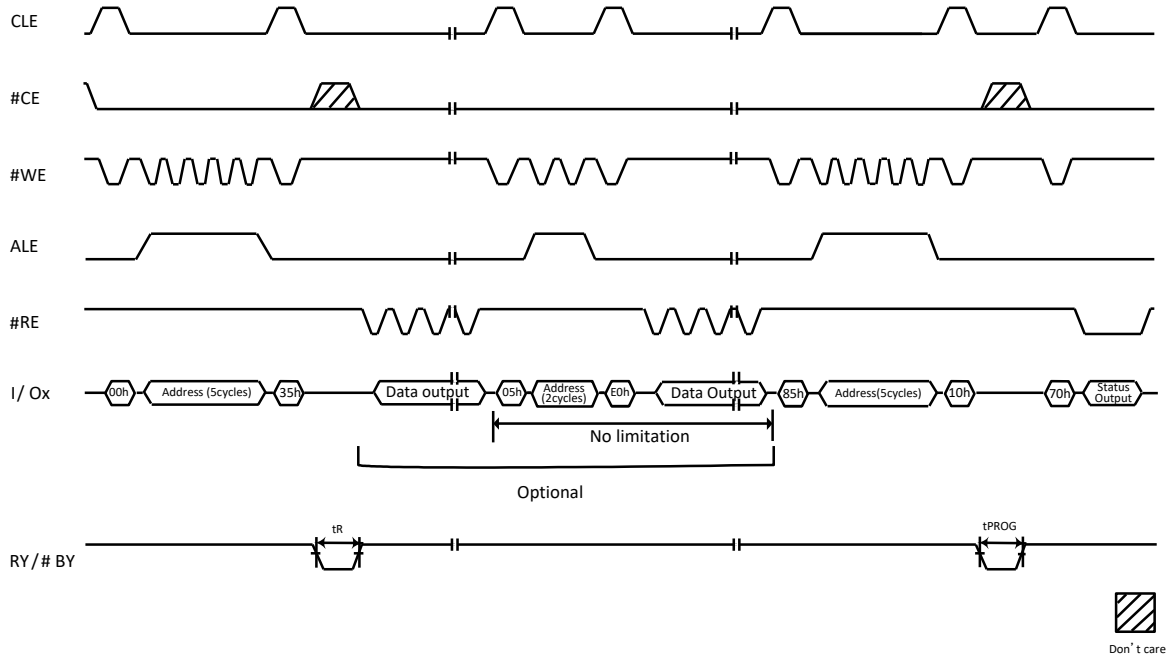 CLE
#CE
#WE
ALE
#RE
I/ Ox 00h Address (5cycles) 35h Data output 05h Address (2cycles) E0h Data Output 85h Address(5cycles) 10h 70h Status Output
No limitation
Optional
tR tPROG
RY/# BY
Don't care